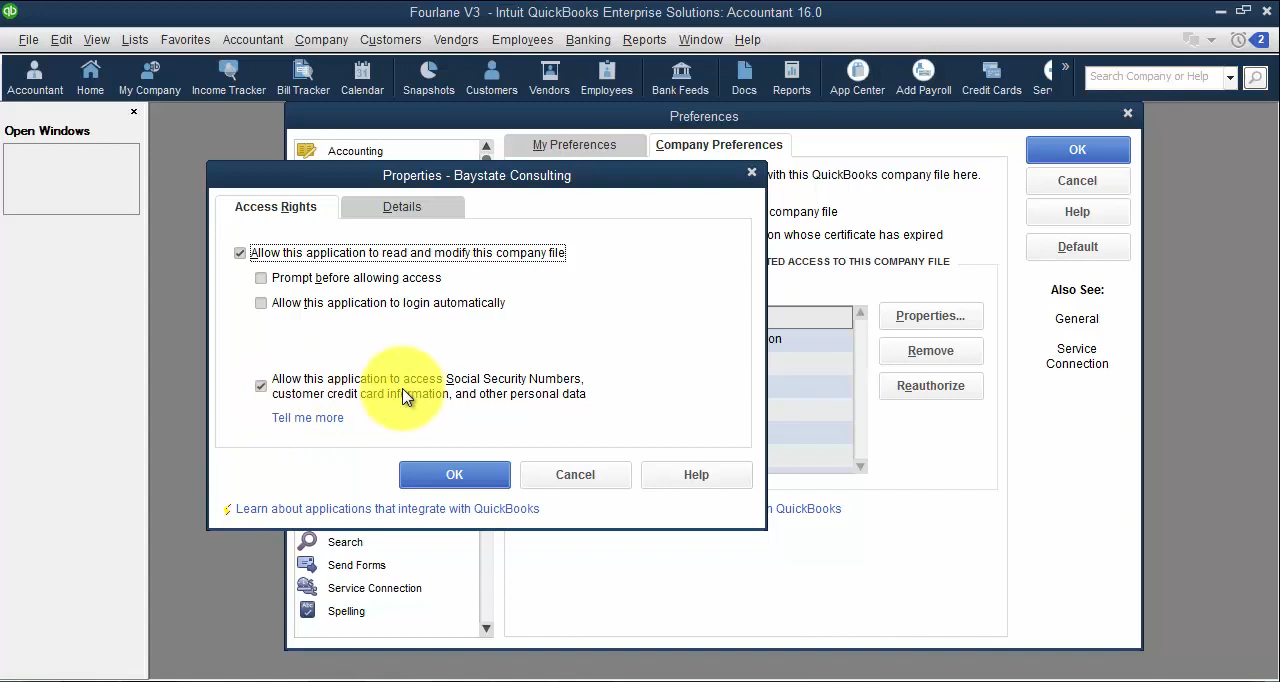 Fourlane V3 - Intuit QuickBooks Enterprise Solutions: Accountant 16.0
File Edit View Lists Favorites Accountant Company Customers Vendors Employees Banking Reports Window Help
2
Accountant Home My Company Income Tracker Bill Tracker Calendar Snapshots Customers Vendors Employees Bank Feeds Docs Reports App Center Add Payroll Credit Cards Ser
Search Company or Help
Open Windows
Preferences
Accounting
My Preferences Company Preferences
with this QuickBooks company file here.
company file
on whose certificate has expired
TED ACCESS TO THIS COMPANY FILE
on
Properties...
Remove
Reauthorize
n QuickBooks
OK
Cancel
Help
Default
Also See:
General
Service
Connection
Properties - Baystate Consulting
Access Rights Details
Allow this application to read and modify this company file
Prompt before allowing access
Allow this application to login automatically
Allow this application to access Social Security Numbers,
customer credit card information, and other personal data
Tell me more
OK Cancel Help
Learn about applications that integrate with QuickBooks
Search
Send Forms
Service Connection
Abc Spelling